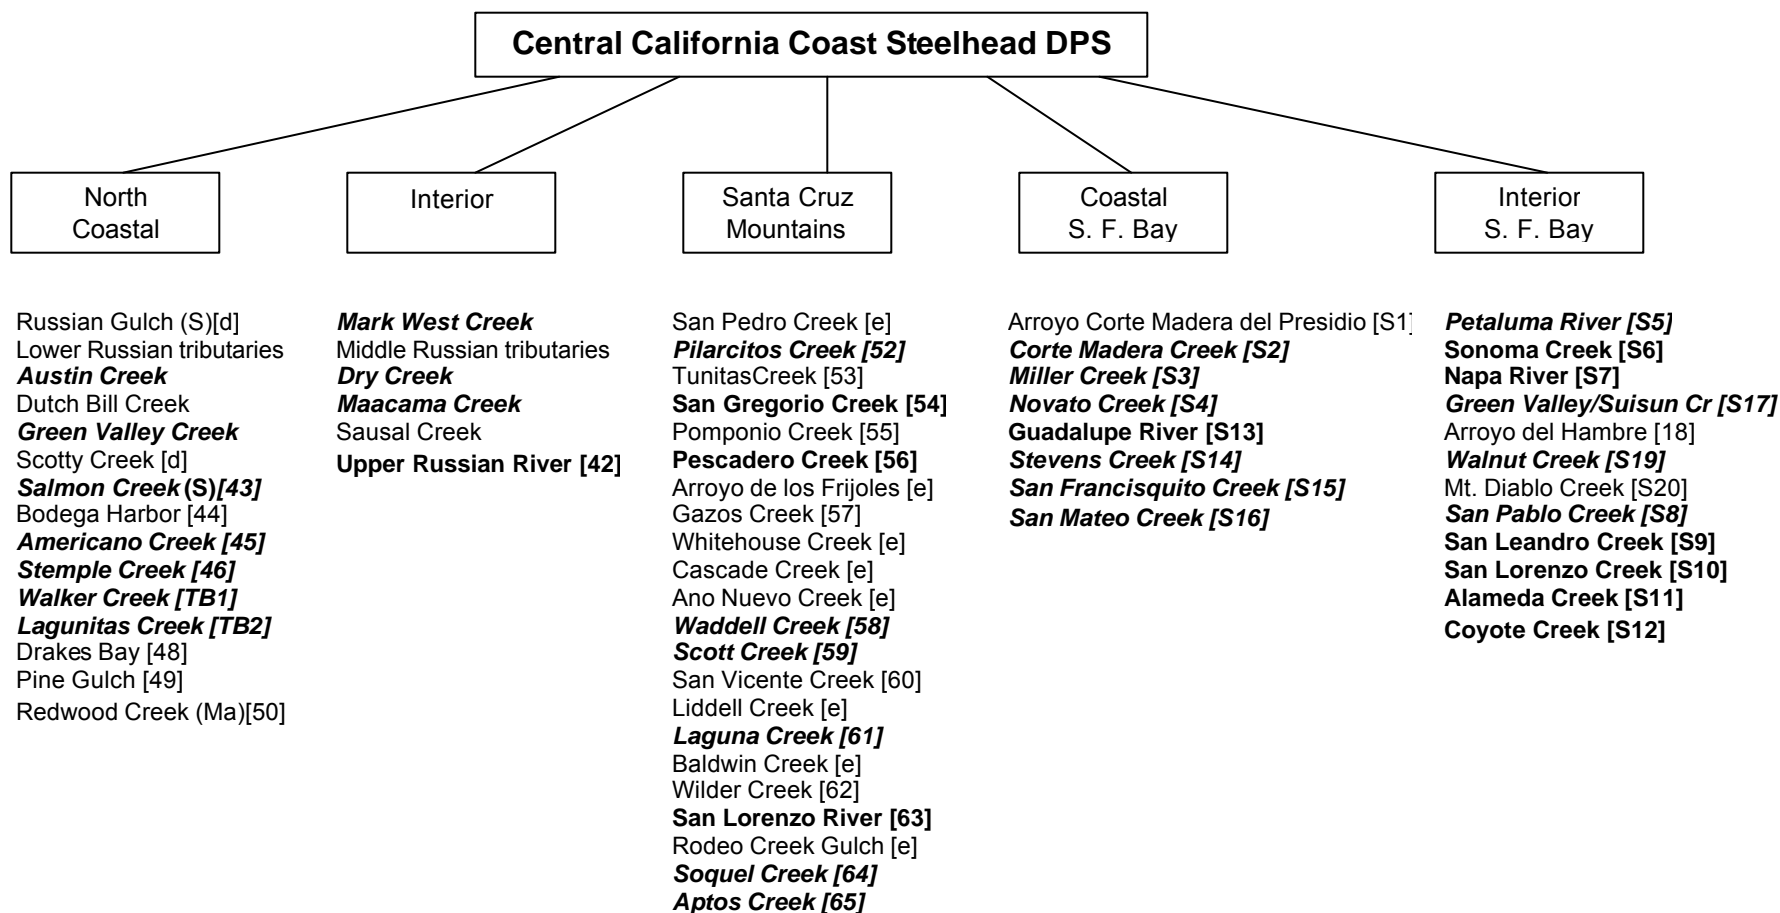 Central California Coast Steelhead DPS
North
Coastal
Interior
Santa Cruz
Mountains
Coastal
S. F. Bay
Interior
S. F. Bay
Russian Gulch (S)[d]
Lower Russian tributaries
Austin Creek
Dutch Bill Creek
Green Valley Creek
Scotty Creek [d]
Salmon Creek (S)[43]
Bodega Harbor [44]
Americano Creek [45]
Stemple Creek [46]
Walker Creek [TB1]
Lagunitas Creek [TB2]
Drakes Bay [48]
Pine Gulch [49]
Redwood Creek (Ma)[50]
Mark West Creek
Middle Russian tributaries
Dry Creek
Maacama Creek
Sausal Creek
Upper Russian River [42]
San Pedro Creek [e]
Pilarcitos Creek [52]
TunitasCreek [53]
San Gregorio Creek [54]
Pomponio Creek [55]
Pescadero Creek [56]
Arroyo de los Frijoles [e]
Gazos Creek [57]
Whitehouse Creek [e]
Cascade Creek [e]
Ano Nuevo Creek [e]
Waddell Creek [58]
Scott Creek [59]
San Vicente Creek [60]
Liddell Creek [e]
Laguna Creek [61]
Baldwin Creek [e]
Wilder Creek [62]
San Lorenzo River [63]
Rodeo Creek Gulch [e]
Soquel Creek [64]
Aptos Creek [65]
Arroyo Corte Madera del Presidio [S1]
Corte Madera Creek [S2]
Miller Creek [S3]
Novato Creek [S4]
Guadalupe River [S13]
Stevens Creek [S14]
San Francisquito Creek [S15]
San Mateo Creek [S16]
Petaluma River [S5]
Sonoma Creek [S6]
Napa River [S7]
Green Valley/Suisun Cr [S17]
Arroyo del Hambre [18]
Walnut Creek [S19]
Mt. Diablo Creek [S20]
San Pablo Creek [S8]
San Leandro Creek [S9]
San Lorenzo Creek [S10]
Alameda Creek [S11]
Coyote Creek [S12]